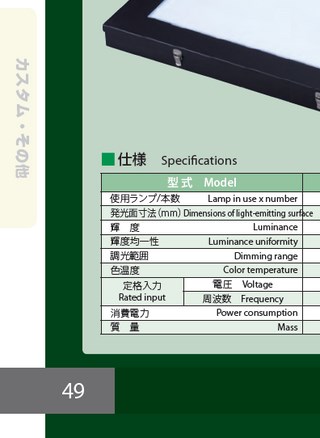 カスタム・その他
■仕様 Specifications
型式 Model
使用ランプ/本数 Lamp in use x number
発光面寸法(mm) Dimensions of light-emitting surface
輝 度 Luminance
輝度均一性 Luminance uniformity
調光範囲 Dimming range
色温度 Color temperature
定格入力 電圧 Voltage
Rated input 周波数 Frequency
消費電力 Power consumption
質 量 Mass
49